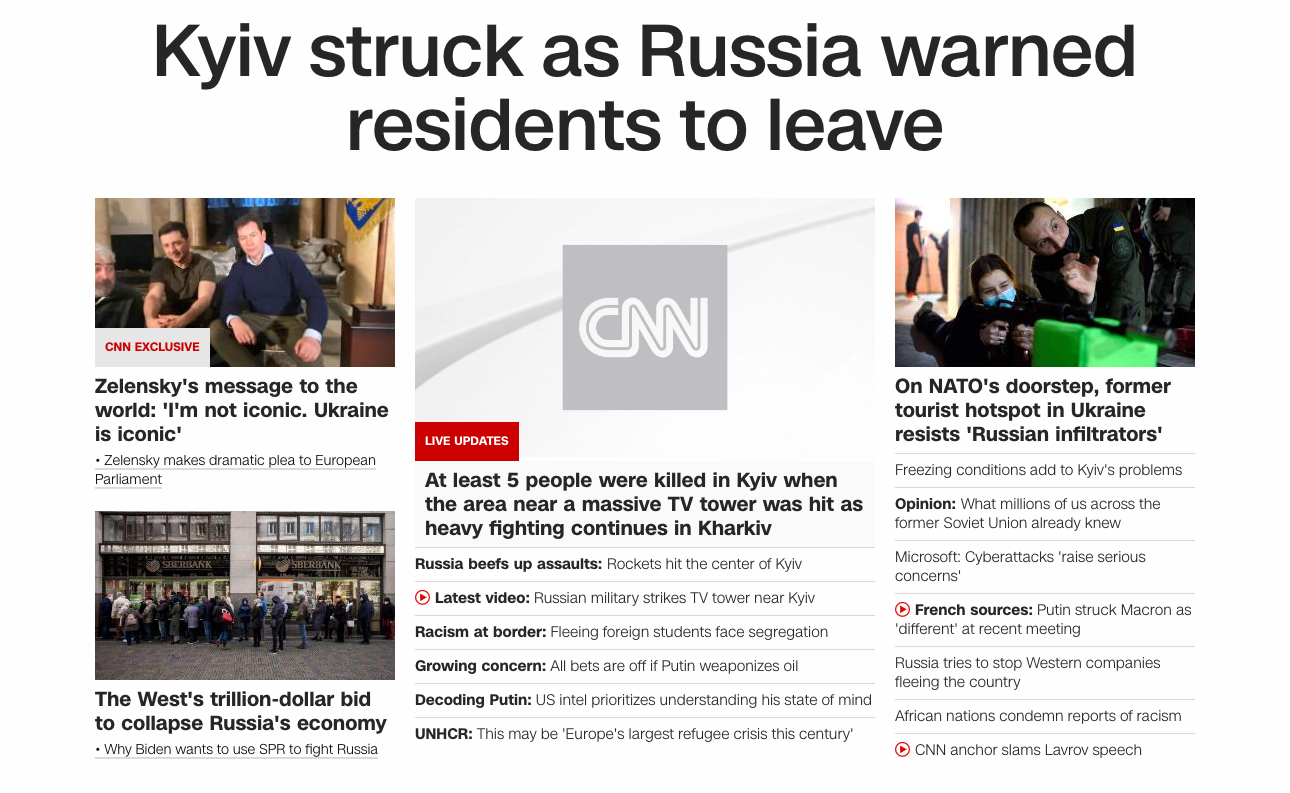 Kyiv struck as Russia warned
residents to leave
CNN EXCLUSIVE
Zelensky's message to the
world: 'I'm not iconic. Ukraine
is iconic'
• Zelensky makes dramatic plea to European
Parliament
SBERBANK
SBERBANK
The West's trillion-dollar bid
to collapse Russia's economy
• Why Biden wants to use SPR to fight Russia
CNN
LIVE UPDATES
At least 5 people were killed in Kyiv when
the area near a massive TV tower was hit as
heavy fighting continues in Kharkiv
Russia beefs up assaults: Rockets hit the center of Kyiv
Latest video: Russian military strikes TV tower near Kyiv
Racism at border: Fleeing foreign students face segregation
Growing concern: All bets are off if Putin weaponizes oil
Decoding Putin: US intel prioritizes understanding his state of mind
UNHCR: This may be 'Europe's largest refugee crisis this century'
On NATO's doorstep, former
tourist hotspot in Ukraine
resists 'Russian infiltrators'
Freezing conditions add to Kyiv's problems
Opinion: What millions of us across the
former Soviet Union already knew
Microsoft: Cyberattacks 'raise serious
concerns'
French sources: Putin struck Macron as
'different' at recent meeting
Russia tries to stop Western companies
fleeing the country
African nations condemn reports of racism
CNN anchor slams Lavrov speech